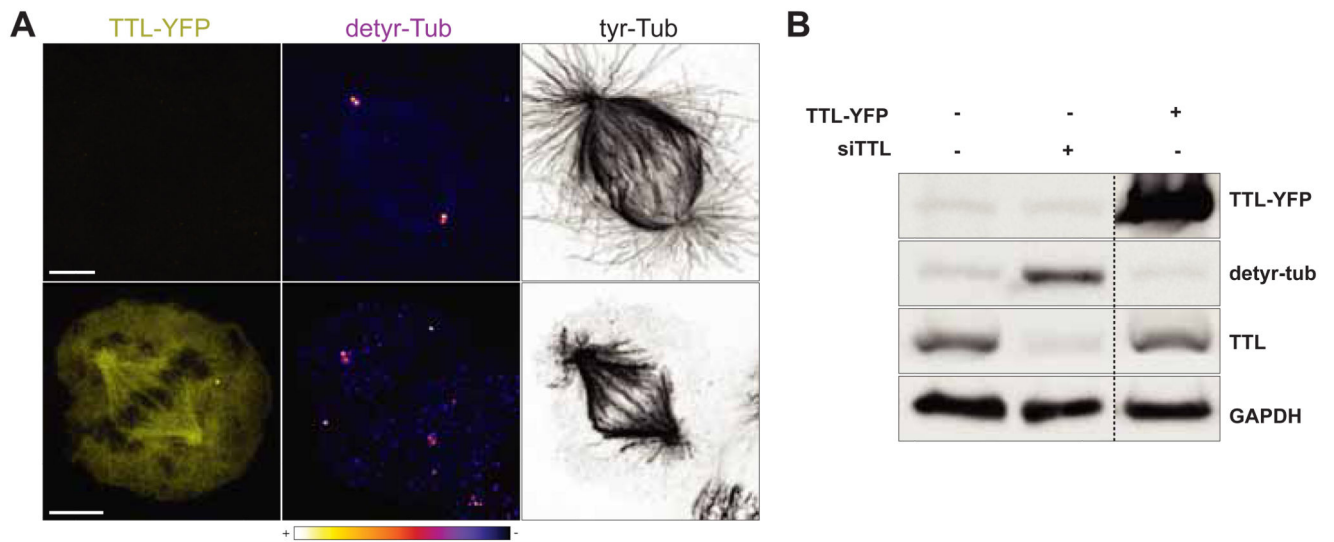 A
TTL-YFP detyr-Tub tyr-Tub
+ -
B
TTL-YFP - - +
siTTL - + -
TTL-YFP
detyr-tub
TTL
GAPDH